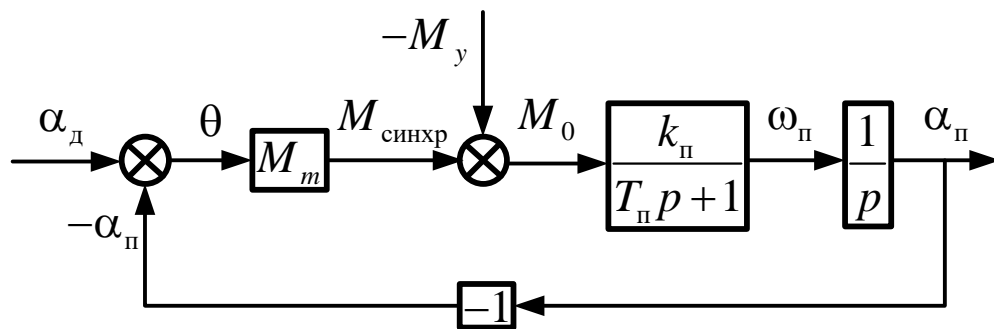 −M_y
α_д
θ
M_m
M_синхр
M_0
k_п
T_п p + 1
ω_п
1
p
α_п
−α_п
−1